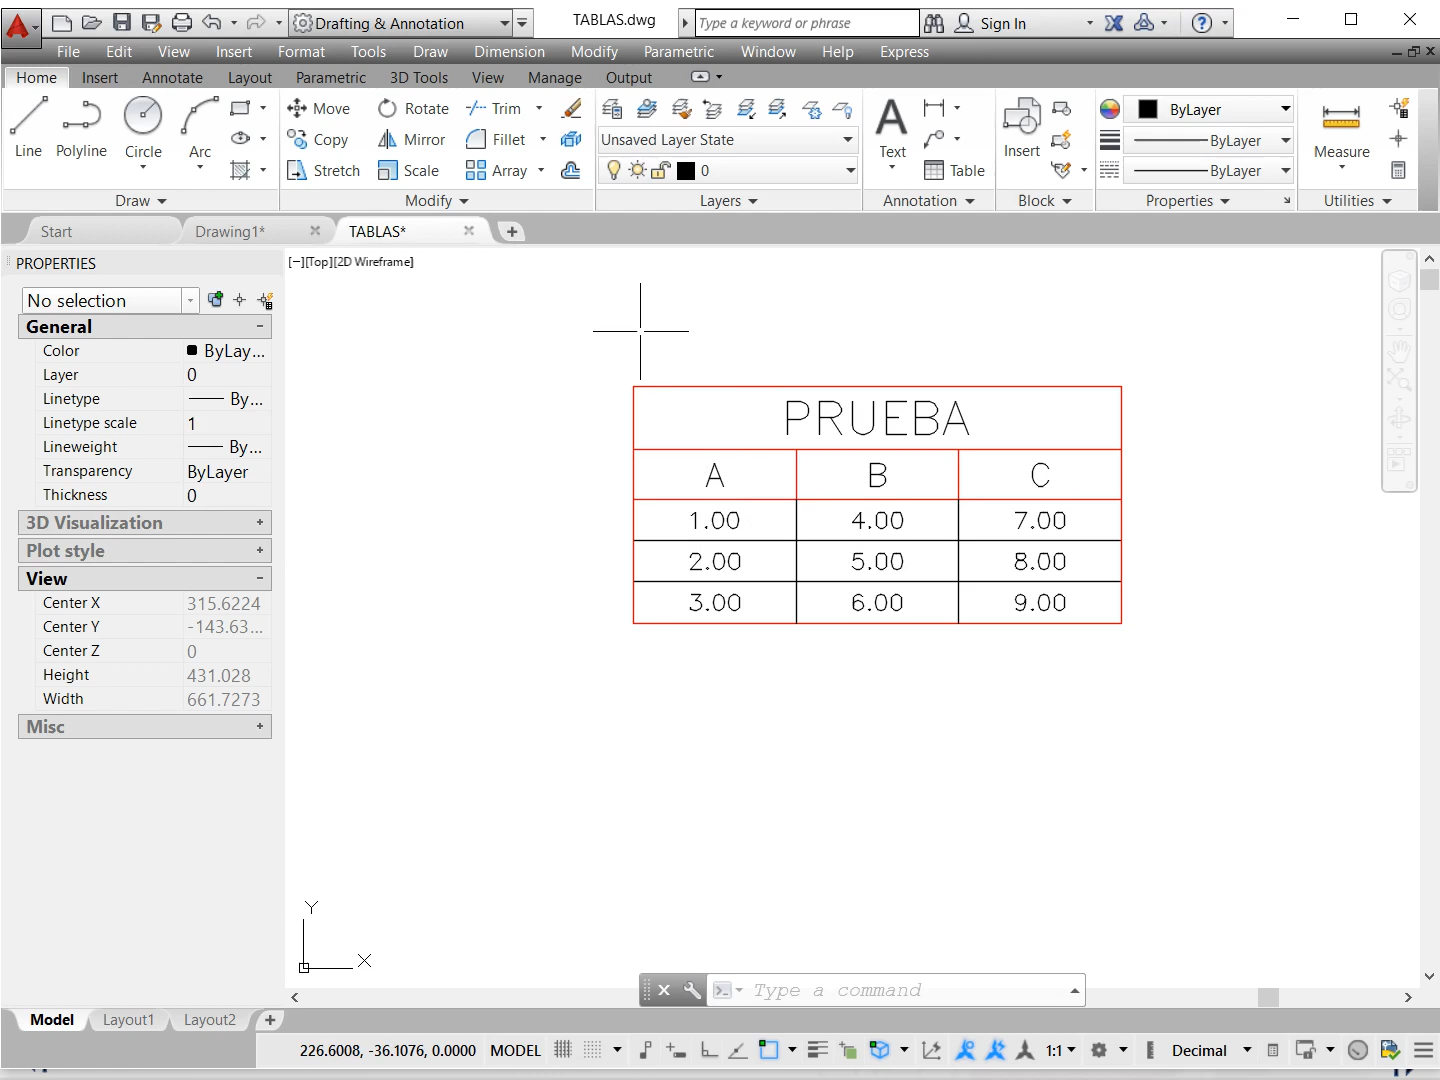 Drafting & Annotation
TABLAS.dwg
Type a keyword or phrase
Sign In
File Edit View Insert Format Tools Draw Dimension Modify Parametric Window Help Express
Home Insert Annotate Layout Parametric 3D Tools View Manage Output
Line
Polyline
Circle
Arc
Move
Rotate
Trim
Copy
Mirror
Fillet
Stretch
Scale
Array
Unsaved Layer State
0
Text
Table
Insert
ByLayer
ByLayer
ByLayer
Measure
Draw
Modify
Layers
Annotation
Block
Properties
Utilities
Start
Drawing1*
TABLAS*
PROPERTIES
No selection
General
Color ByLay...
Layer 0
Linetype By...
Linetype scale 1
Lineweight By...
Transparency ByLayer
Thickness 0
3D Visualization
Plot style
View
Center X 315.6224
Center Y -143.63...
Center Z 0
Height 431.028
Width 661.7273
Misc
[−][Top][2D Wireframe]
PRUEBA
A B C
1.00 4.00 7.00
2.00 5.00 8.00
3.00 6.00 9.00
Y
X
Type a command
Model Layout1 Layout2
226.6008, -36.1076, 0.0000 MODEL 1:1 Decimal